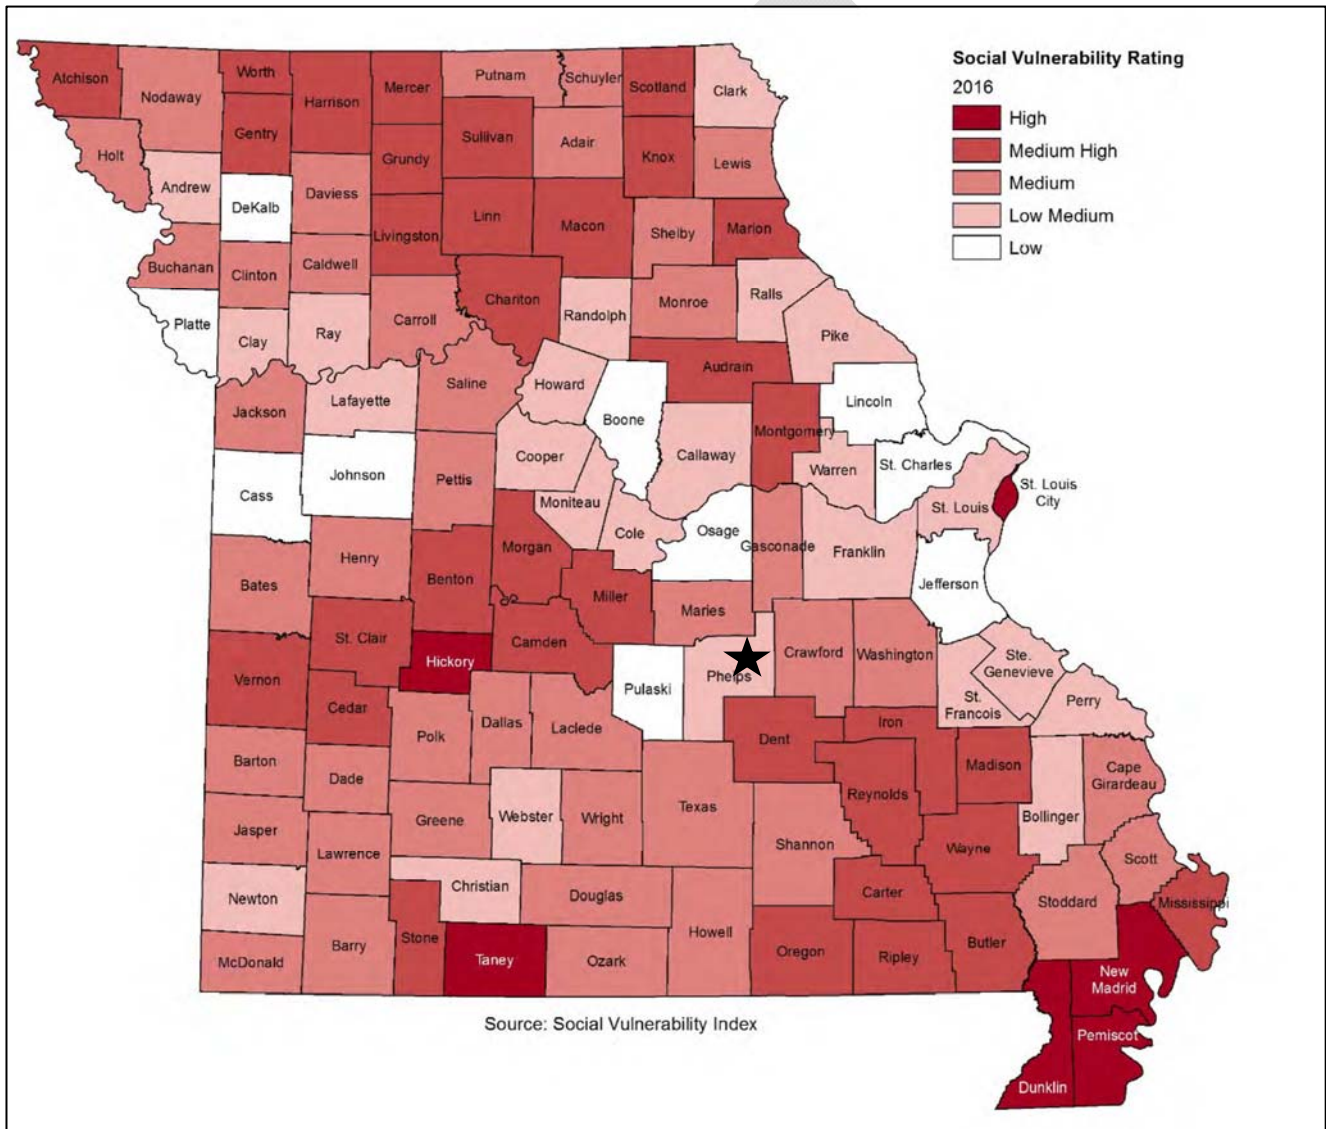 Social Vulnerability Rating
2016
High
Medium High
Medium
Low Medium
Low
Atchison
Nodaway
Worth
Gentry
Harrison
Mercer
Putnam
Schuyler
Scotland
Clark
Holt
Andrew
DeKalb
Daviess
Grundy
Sullivan
Adair
Knox
Lewis
Buchanan
Clinton
Caldwell
Livingston
Linn
Macon
Shelby
Marion
Platte
Clay
Ray
Carroll
Chariton
Randolph
Monroe
Ralls
Pike
Jackson
Lafayette
Saline
Howard
Boone
Audrain
Lincoln
Cass
Johnson
Pettis
Cooper
Moniteau
Cole
Callaway
Montgomery
Warren
St. Charles
St. Louis
St. Louis
City
Bates
Henry
Benton
Morgan
Miller
Osage
Gasconade
Franklin
Jefferson
Vernon
St. Clair
Hickory
Camden
Maries
Pulaski
Phelps
Crawford
Washington
Ste.
Genevieve
St.
Francois
Perry
Cedar
Polk
Dallas
Laclede
Dent
Iron
Madison
Barton
Dade
Reynolds
Bollinger
Cape
Girardeau
Jasper
Greene
Webster
Wright
Texas
Shannon
Wayne
Scott
Lawrence
Newton
Christian
Douglas
Carter
Stoddard
Mississippi
McDonald
Barry
Stone
Taney
Ozark
Howell
Oregon
Ripley
Butler
New
Madrid
Pemiscot
Dunklin
Source: Social Vulnerability Index